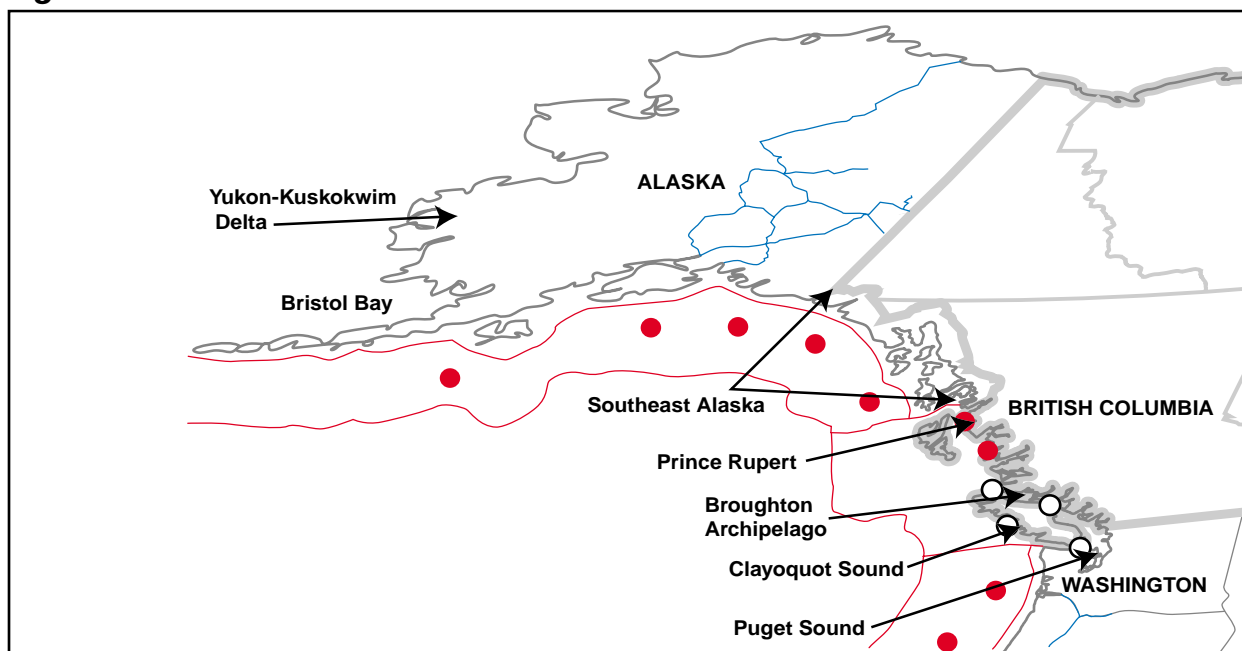 ALASKA
Yukon-Kuskokwim
Delta
Bristol Bay
Southeast Alaska
BRITISH COLUMBIA
Prince Rupert
Broughton
Archipelago
Clayoquot Sound
WASHINGTON
Puget Sound